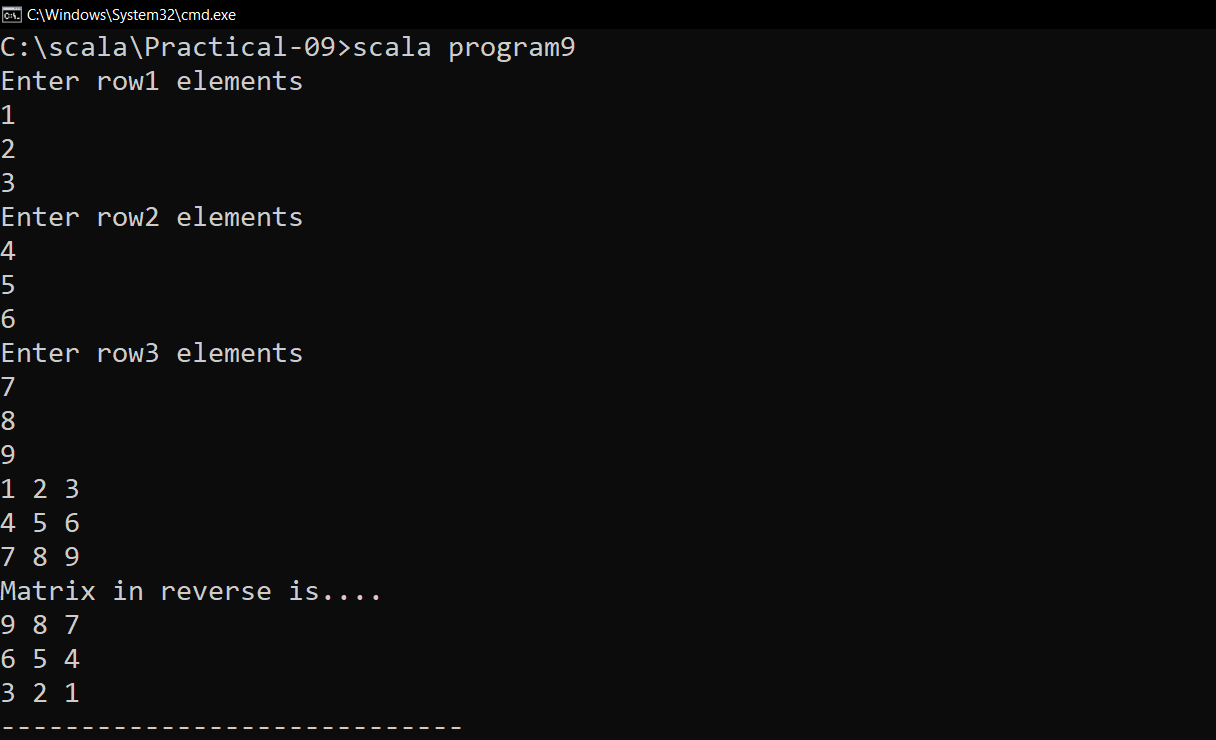 C:\Windows\System32\cmd.exe
C:\scala\Practical-09>scala program9
Enter row1 elements
1
2
3
Enter row2 elements
4
5
6
Enter row3 elements
7
8
9
1 2 3
4 5 6
7 8 9
Matrix in reverse is....
9 8 7
6 5 4
3 2 1
-----------------------------